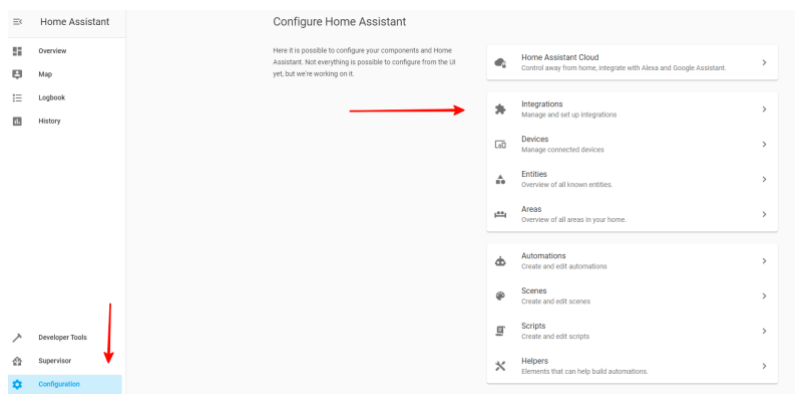 Home Assistant
Overview
Map
Logbook
History
Developer Tools
Supervisor
Configuration
Configure Home Assistant
Here it is possible to configure your components and Home
Assistant. Not everything is possible to configure from the UI
yet, but we're working on it.
Home Assistant Cloud
Control away from home, integrate with Alexa and Google Assistant.
Integrations
Manage and set up integrations
Devices
Manage connected devices
Entities
Overview of all known entities.
Areas
Overview of all areas in your home.
Automations
Create and edit automations
Scenes
Create and edit scenes
Scripts
Create and edit scripts
Helpers
Elements that can help build automations.